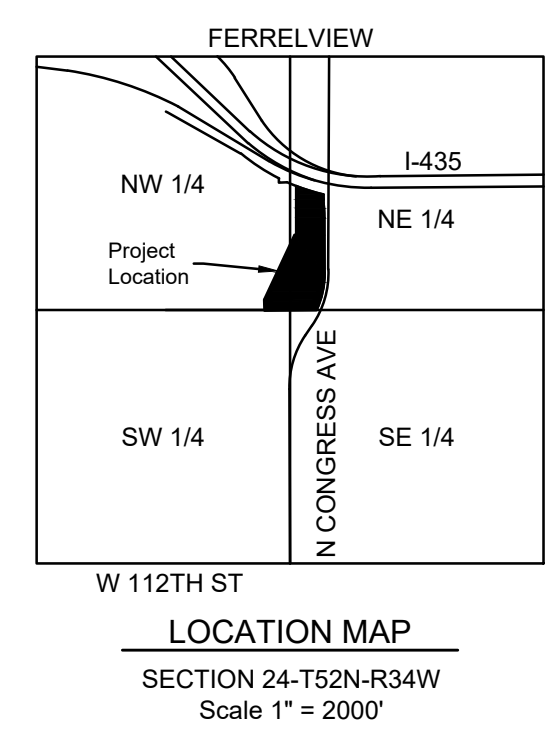 FERRELVIEW
I-435
NW 1/4
NE 1/4
Project
Location
N CONGRESS AVE
SW 1/4
SE 1/4
W 112TH ST
LOCATION MAP
SECTION 24-T52N-R34W
Scale 1" = 2000'